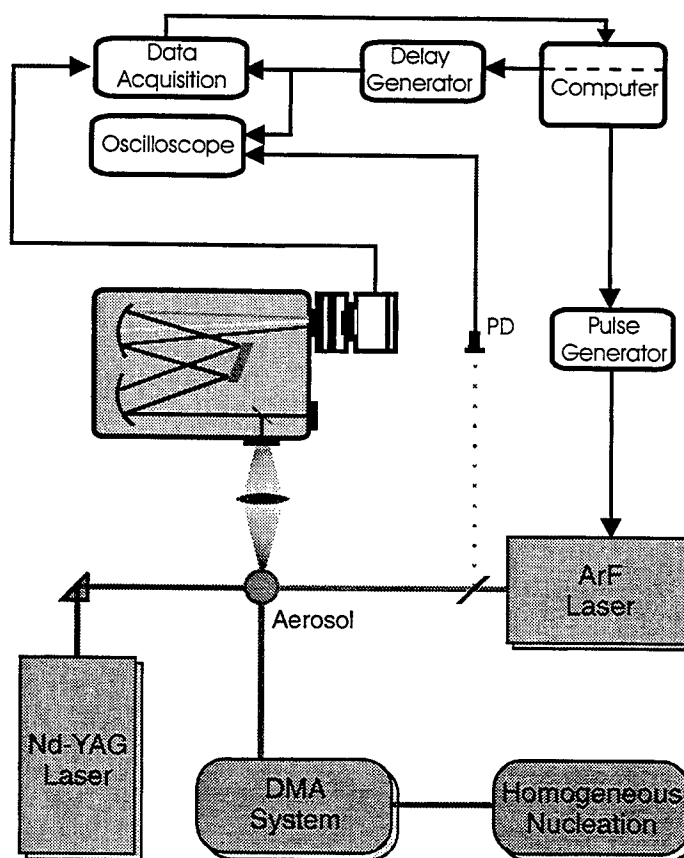 Data
Acquisition
Delay
Generator
Computer
Oscilloscope
PD
Pulse
Generator
ArF
Laser
Aerosol
Nd-YAG
Laser
DMA
System
Homogeneous
Nucleation